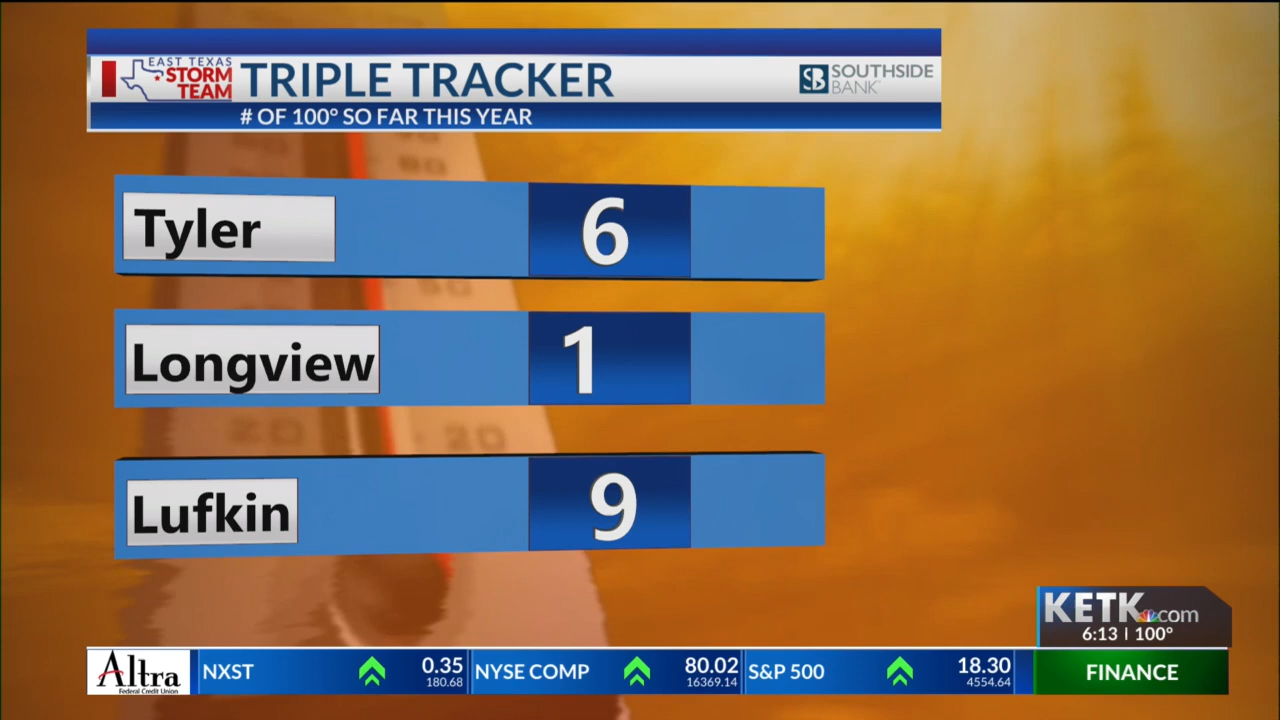 EAST TEXAS
STORM
TEAM
TRIPLE TRACKER
SOUTHSIDE
BANK
# OF 100° SO FAR THIS YEAR
Tyler 6
Longview 1
20 20
Lufkin 9
KETK.com
6:13 | 100°
Altra
Federal Credit Union
NXST 0.35
180.68
NYSE COMP 80.02
16369.14
S&P 500 18.30
4554.64
FINANCE